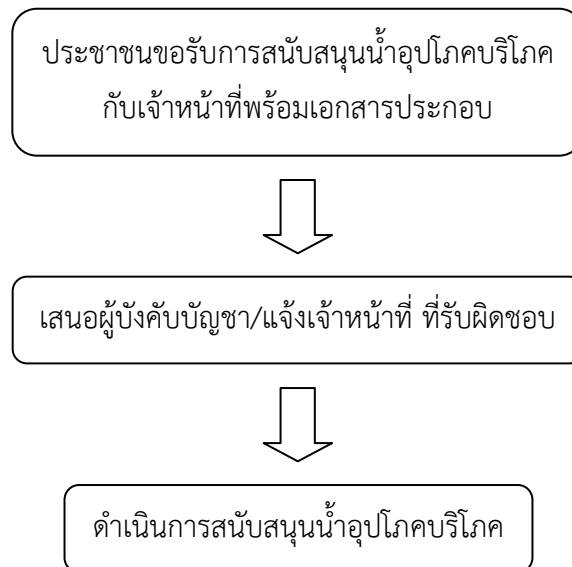 ประชาชนขอรับการสนับสนุนน้ำอุปโภคบริโภค
กับเจ้าหน้าที่พร้อมเอกสารประกอบ
เสนอผู้บังคับบัญชา/แจ้งเจ้าหน้าที่ ที่รับผิดชอบ
ดำเนินการสนับสนุนน้ำอุปโภคบริโภค